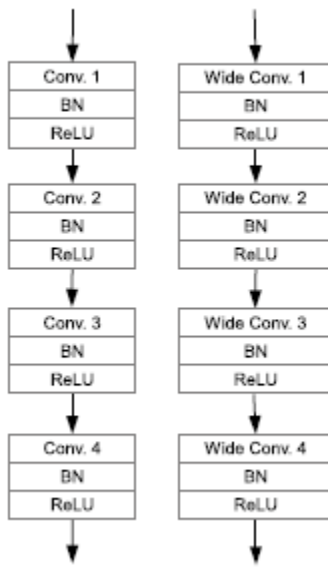 Conv. 1
BN
ReLU
Conv. 2
BN
ReLU
Conv. 3
BN
ReLU
Conv. 4
BN
ReLU
Wide Conv. 1
BN
ReLU
Wide Conv. 2
BN
ReLU
Wide Conv. 3
BN
ReLU
Wide Conv. 4
BN
ReLU